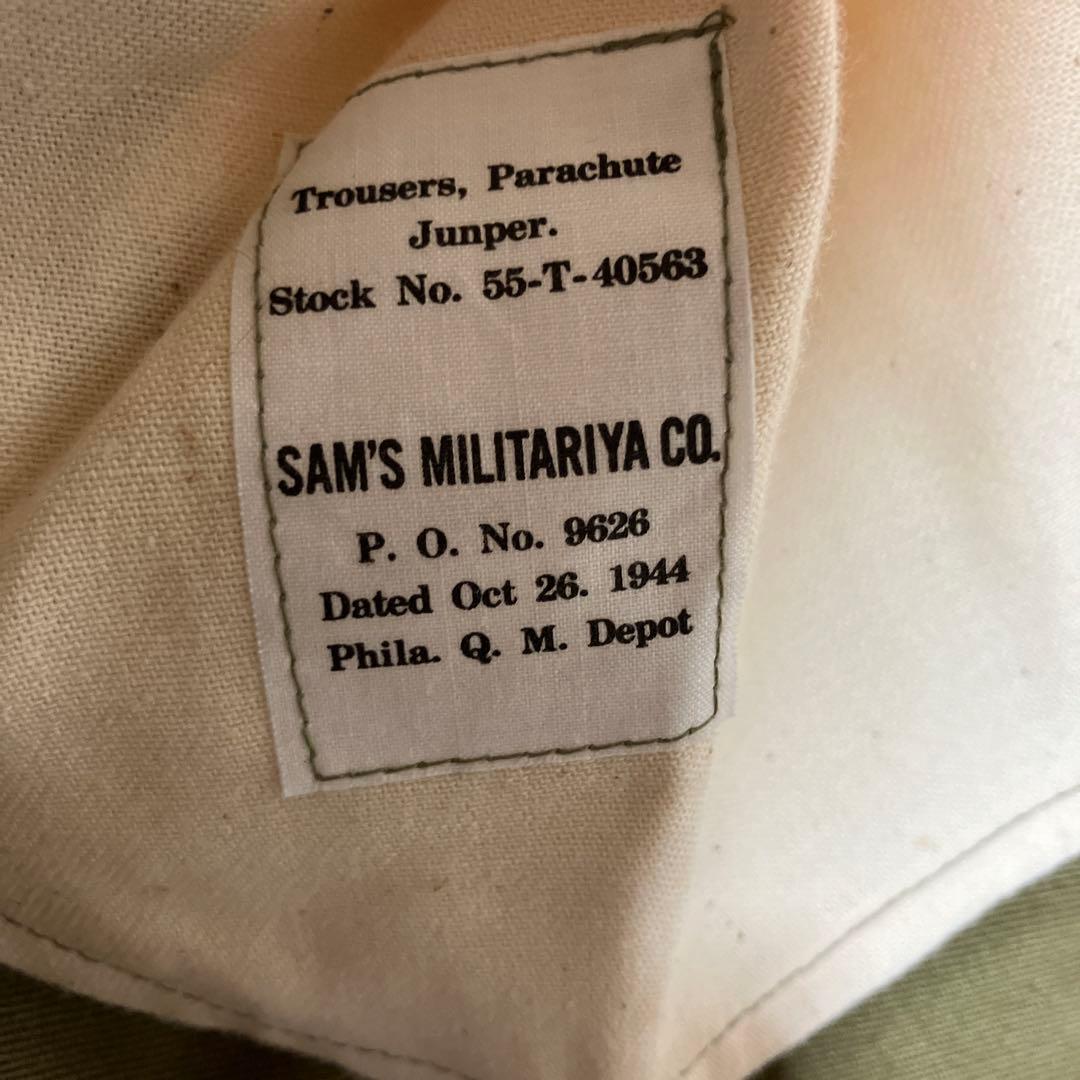 Trousers, Parachute
Junper.
Stock No. 55-T-40563
SAM'S MILITARIYA CO.
P. O. No. 9626
Dated Oct 26. 1944
Phila. Q. M. Depot